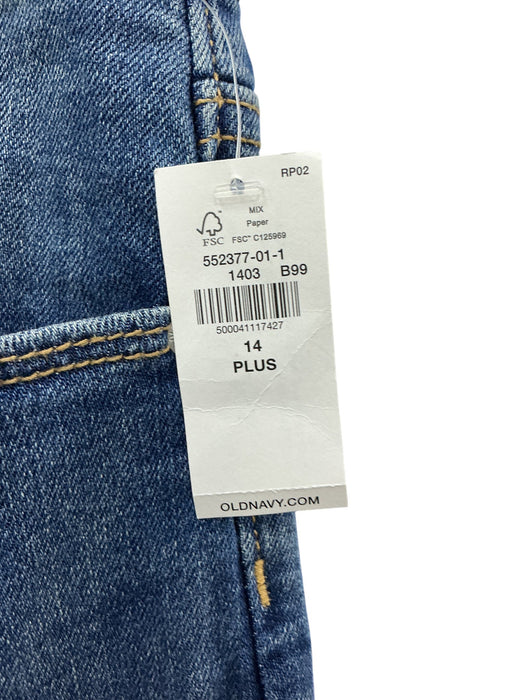 RP02
MIX
Paper
FSC™ C125969
FSC
552377-01-1
1403 B99
500041117427
14
PLUS
OLDNAVY.COM